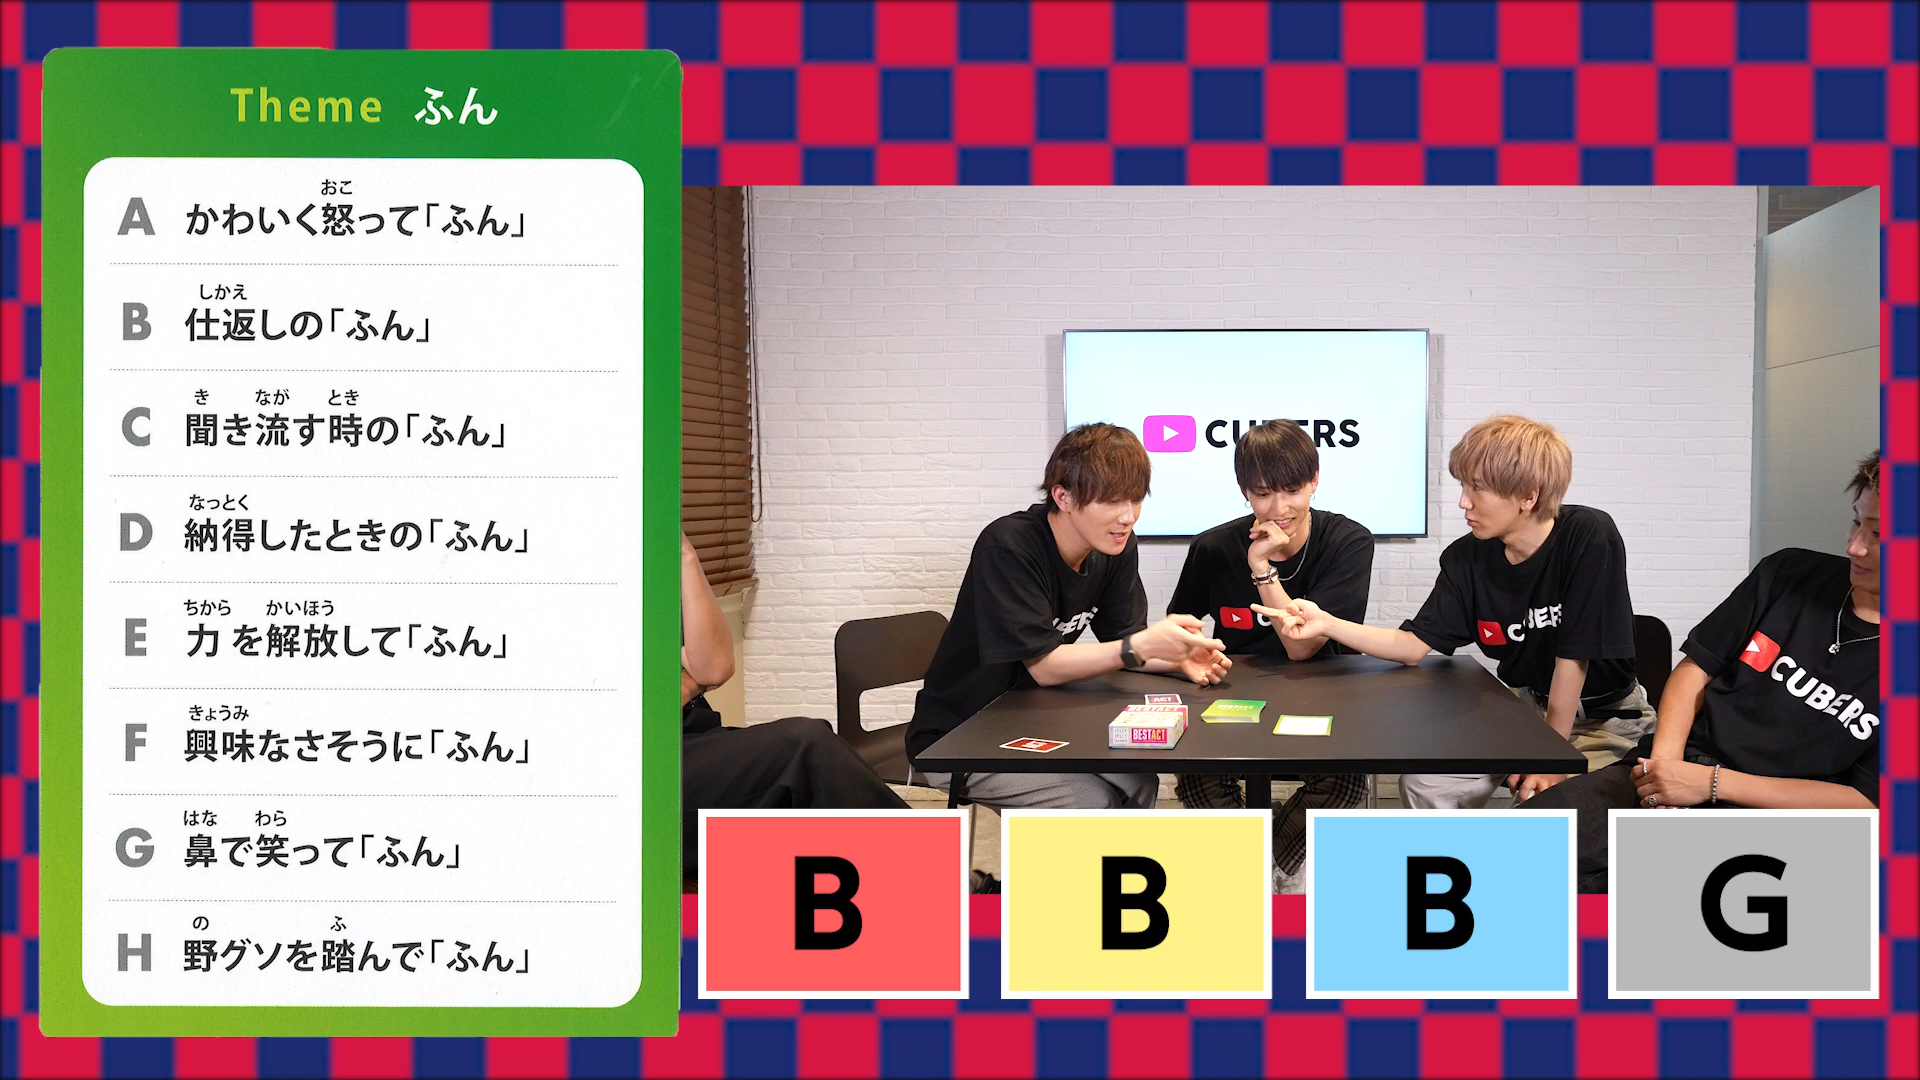 Theme ふん
おこ
A かわいく怒って「ふん」
しかえ
B 仕返しの「ふん」
き なが とき
C 聞き流す時の「ふん」
なっとく
D 納得したときの「ふん」
ちから かいほう
E 力を解放して「ふん」
きょうみ
F 興味なさそうに「ふん」
はな わら
G 鼻で笑って「ふん」
の ふ
H 野グソを踏んで「ふん」
CUBERS
CUBERS
ACT
BESTACT
BESTACT
B
B
B
G